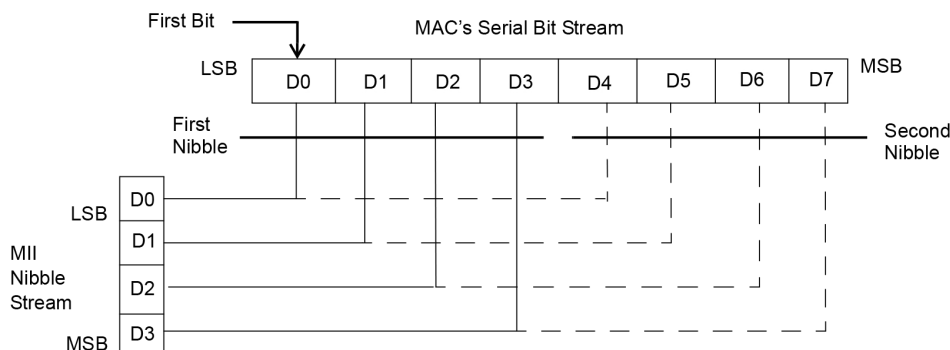 First Bit
MAC's Serial Bit Stream
LSB
D0 D1 D2 D3 D4 D5 D6 D7
MSB
First
Nibble
Second
Nibble
LSB
D0
D1
MII
Nibble
Stream
D2
MSB
D3